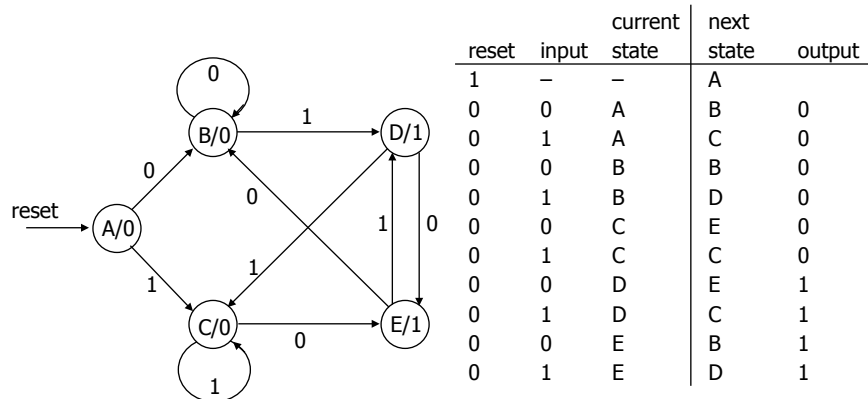 0
1
B/0
D/1
0
0
reset
A/0
1
0
1
1
C/0
E/1
0
1
current next
reset input state state output
1 – – A
0 0 A B 0
0 1 A C 0
0 0 B B 0
0 1 B D 0
0 0 C E 0
0 1 C C 0
0 0 D E 1
0 1 D C 1
0 0 E B 1
0 1 E D 1